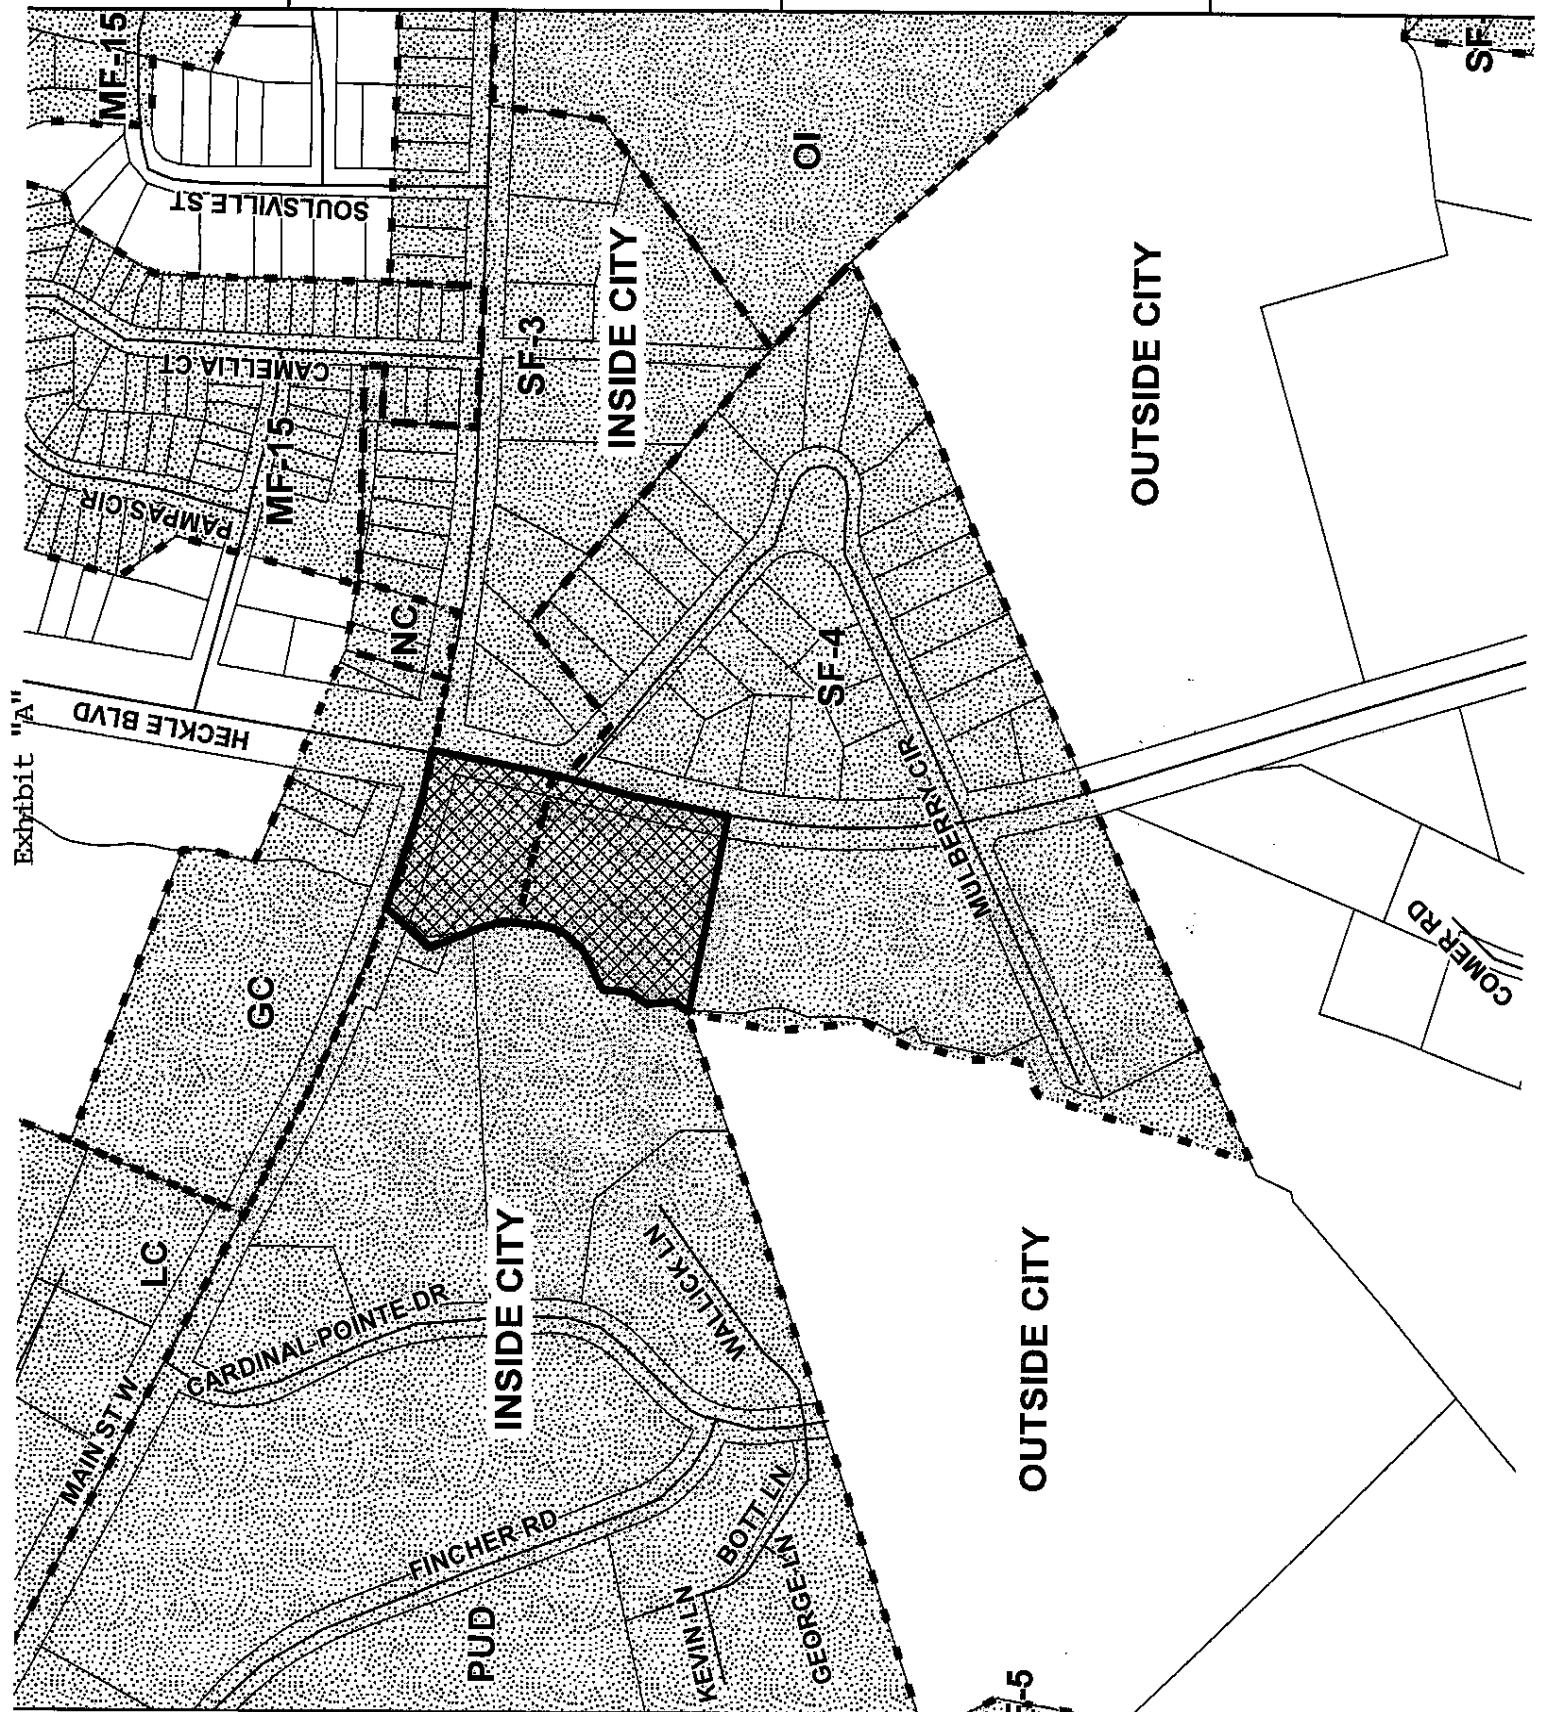 Exhibit "A"
MF-15
SOULSVILLE ST
CAMELLIA CT
PAMPAS CIR
MF-15
NC
HECKLE BLVD
SF-3
INSIDE CITY
OI
SF-
OUTSIDE CITY
SF-4
MULBERRY CIR
COMER RD
GC
LC
MAIN ST W
CARDINAL POINTE DR
INSIDE CITY
WALLICK LN
FINCHER RD
BOTT LN
GEORGE LN
KEVIN LN
PUD
OUTSIDE CITY
-5